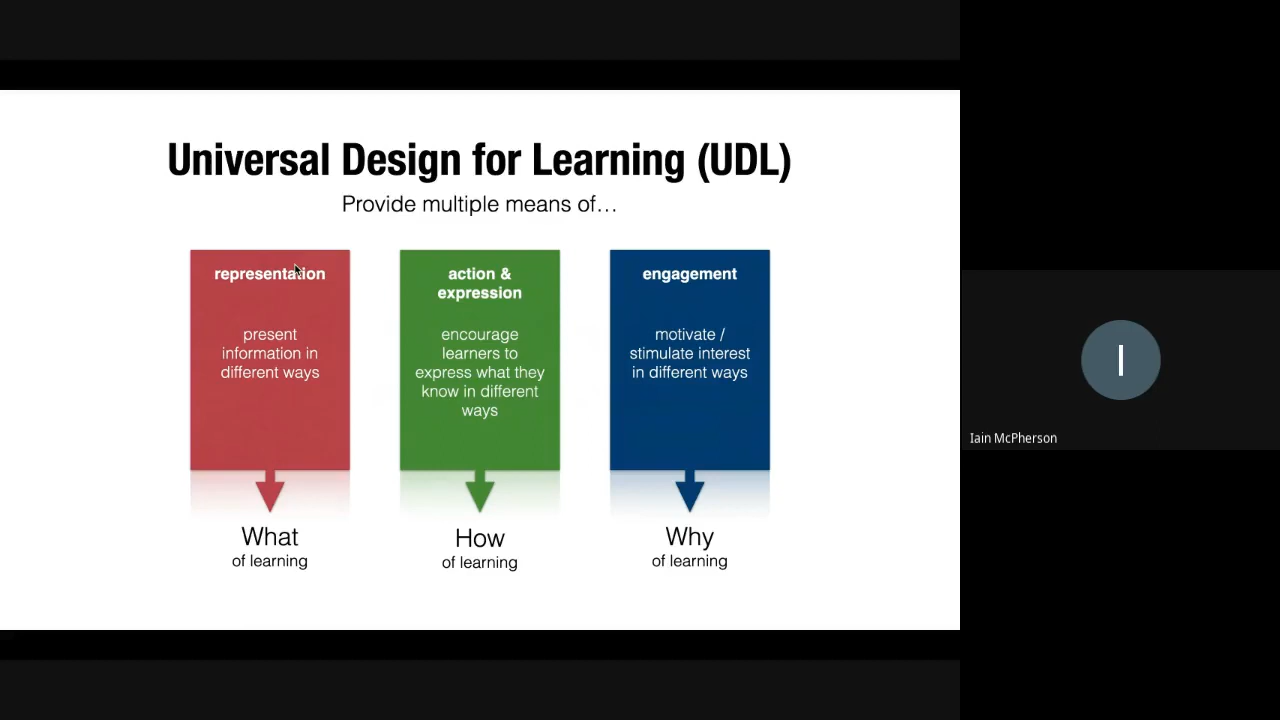 Universal Design for Learning (UDL)
Provide multiple means of…
representation
present
information in
different ways
What
of learning
action &
expression
encourage
learners to
express what they
know in different
ways
How
of learning
engagement
motivate /
stimulate interest
in different ways
Why
of learning
I
Iain McPherson